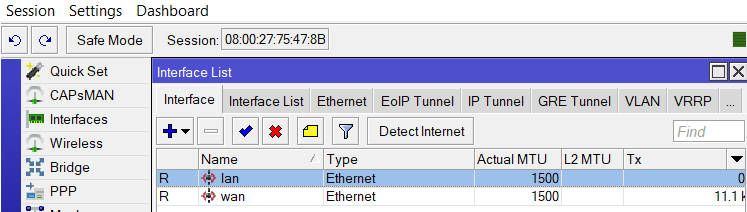 Session Settings Dashboard
Safe Mode Session: 08:00:27:75:47:8B
Quick Set
CAPsMAN
Interfaces
Wireless
Bridge
PPP
Interface List
Interface Interface List Ethernet EoIP Tunnel IP Tunnel GRE Tunnel VLAN VRRP ...
Detect Internet Find
Name Type Actual MTU L2 MTU Tx
R lan Ethernet 1500 0
R wan Ethernet 1500 11.1 k